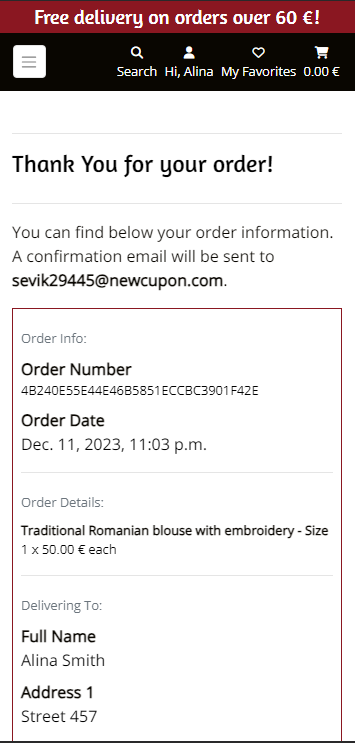 Free delivery on orders over 60 €!
Search Hi, Alina My Favorites 0.00 €
Thank You for your order!
You can find below your order information.
A confirmation email will be sent to
sevik29445@newcupon.com.
Order Info:
Order Number
4B240E55E44E46B5851ECCBC3901F42E
Order Date
Dec. 11, 2023, 11:03 p.m.
Order Details:
Traditional Romanian blouse with embroidery - Size
1 x 50.00 € each
Delivering To:
Full Name
Alina Smith
Address 1
Street 457